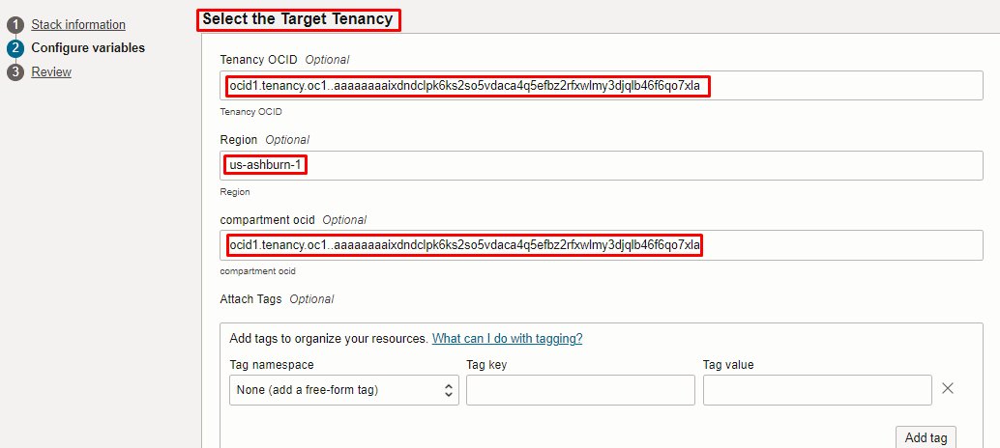 1 Stack information
2 Configure variables
3 Review
Select the Target Tenancy
Tenancy OCID Optional
ocid1.tenancy.oc1..aaaaaaaaixdndclpk6ks2so5vdaca4q5efbz2rfxwlmy3djqlb46f6qo7xla
Tenancy OCID
Region Optional
us-ashburn-1
Region
compartment ocid Optional
ocid1.tenancy.oc1..aaaaaaaaixdndclpk6ks2so5vdaca4q5efbz2rfxwlmy3djqlb46f6qo7xla
compartment ocid
Attach Tags Optional
Add tags to organize your resources. What can I do with tagging?
Tag namespace Tag key Tag value
None (add a free-form tag)
Add tag